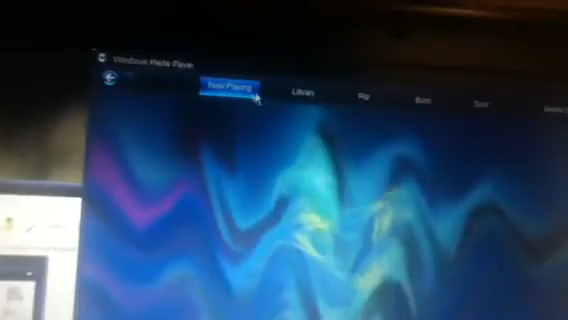 Windows Media Player
Now Playing
Library
Rip
Burn
Sync